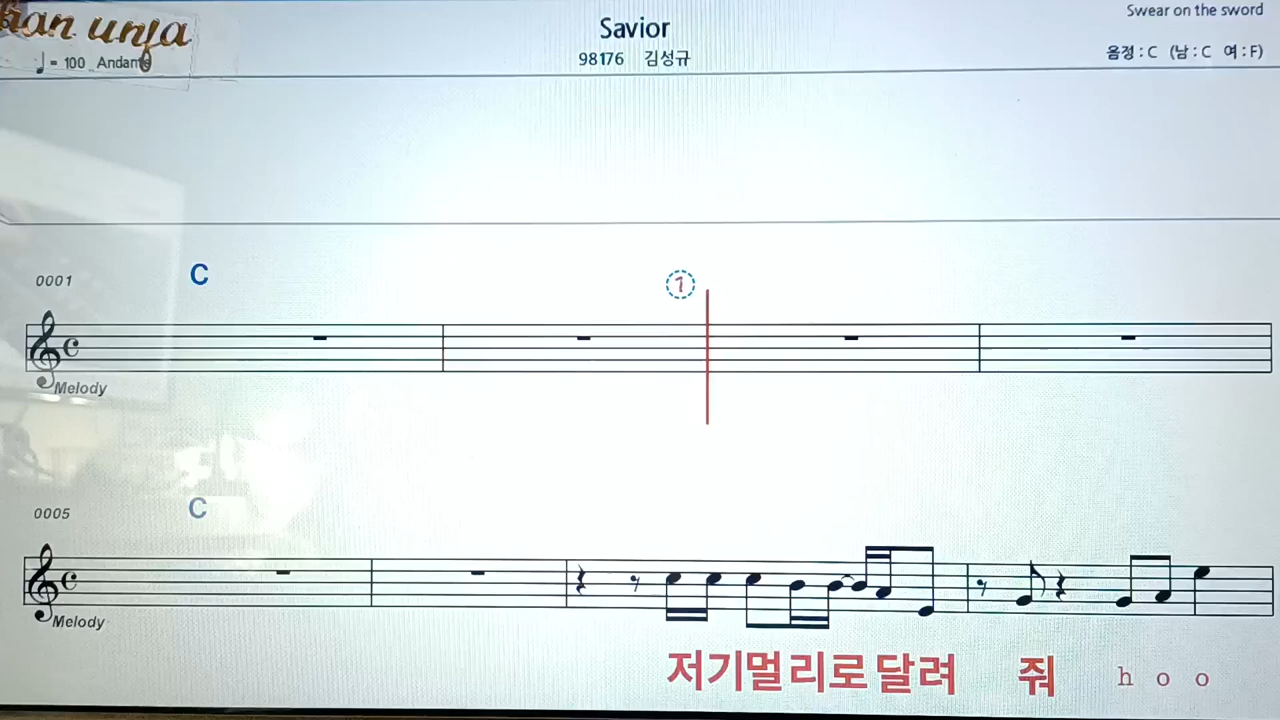 Swear on the sword
Savior
♩ = 100 Andante
98176 김성규
음정 : C (남 : C 여 : F)
0001 C 1
Melody
0005 C
Melody
저기멀리로달려 줘 h o o